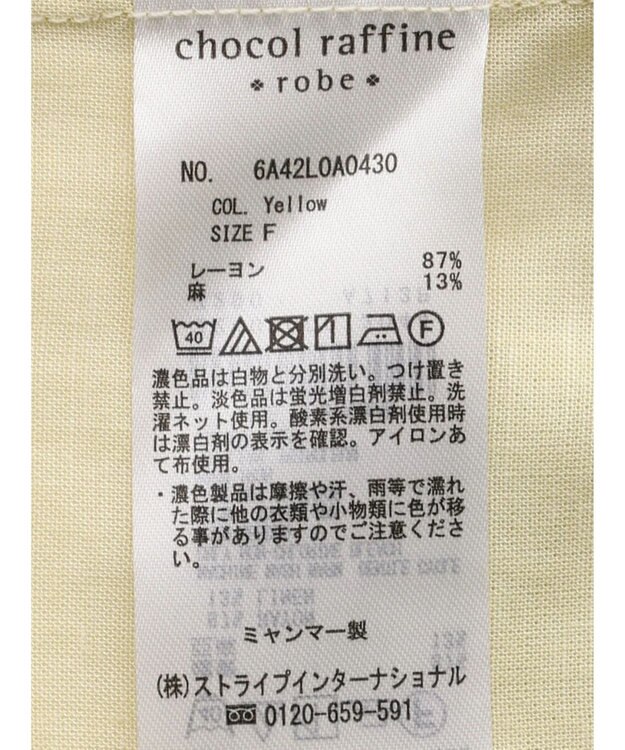 chocol raffine
robe
NO. 6A42L0A0430
COL. Yellow
SIZE F
レーヨン 87%
麻 13%
40 F
濃色品は白物と分別洗い。つけ置き
禁止。淡色品は蛍光増白剤禁止。洗
濯ネット使用。酸素系漂白剤使用時
は漂白剤の表示を確認。アイロンあ
て布使用。
・濃色製品は摩擦や汗、雨等で濡れ
た際に他の衣類や小物類に色が移
る事がありますのでご注意くださ
い。
ミャンマー製
(株)ストライプインターナショナル
0120-659-591